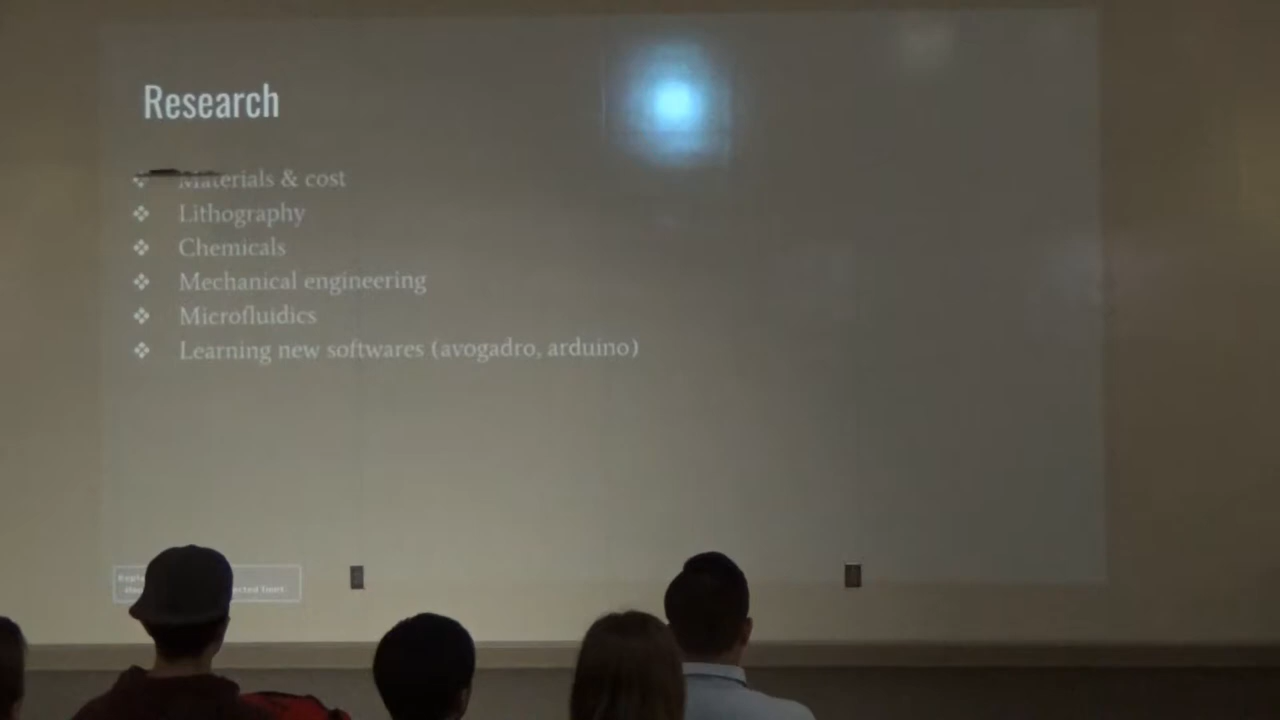 Research
❖ Materials & cost
❖ Lithography
❖ Chemicals
❖ Mechanical engineering
❖ Microfluidics
❖ Learning new softwares (avogadro, arduino)